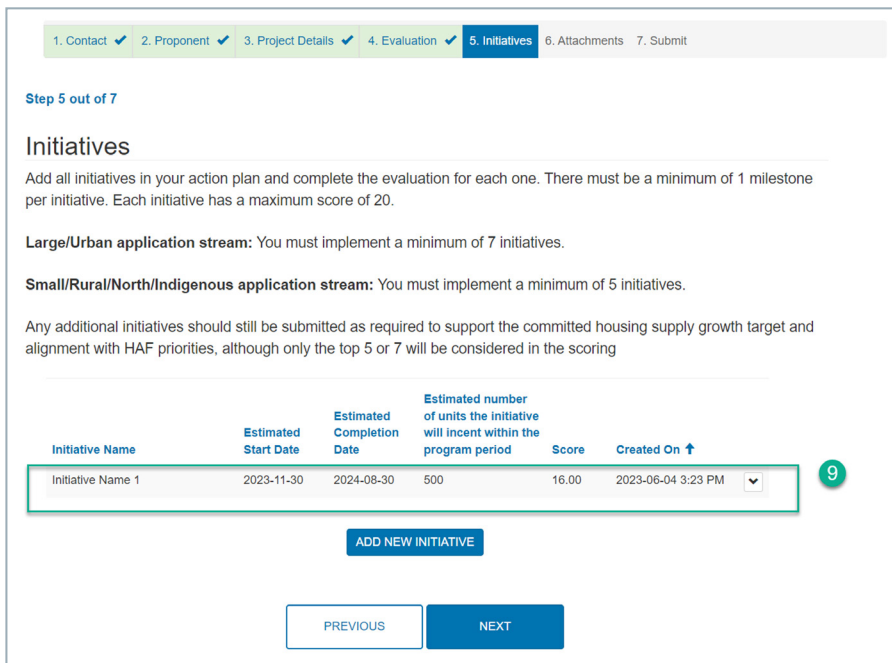 1. Contact ✔ 2. Proponent ✔ 3. Project Details ✔ 4. Evaluation ✔ 5. Initiatives 6. Attachments 7. Submit
Step 5 out of 7
Initiatives
Add all initiatives in your action plan and complete the evaluation for each one. There must be a minimum of 1 milestone
per initiative. Each initiative has a maximum score of 20.
Large/Urban application stream: You must implement a minimum of 7 initiatives.
Small/Rural/North/Indigenous application stream: You must implement a minimum of 5 initiatives.
Any additional initiatives should still be submitted as required to support the committed housing supply growth target and
alignment with HAF priorities, although only the top 5 or 7 will be considered in the scoring
Initiative Name
Estimated
Start Date
Estimated
Completion
Date
Estimated number
of units the initiative
will incent within the
program period
Score
Created On ↑
Initiative Name 1 2023-11-30 2024-08-30 500 16.00 2023-06-04 3:23 PM
9
ADD NEW INITIATIVE
PREVIOUS NEXT